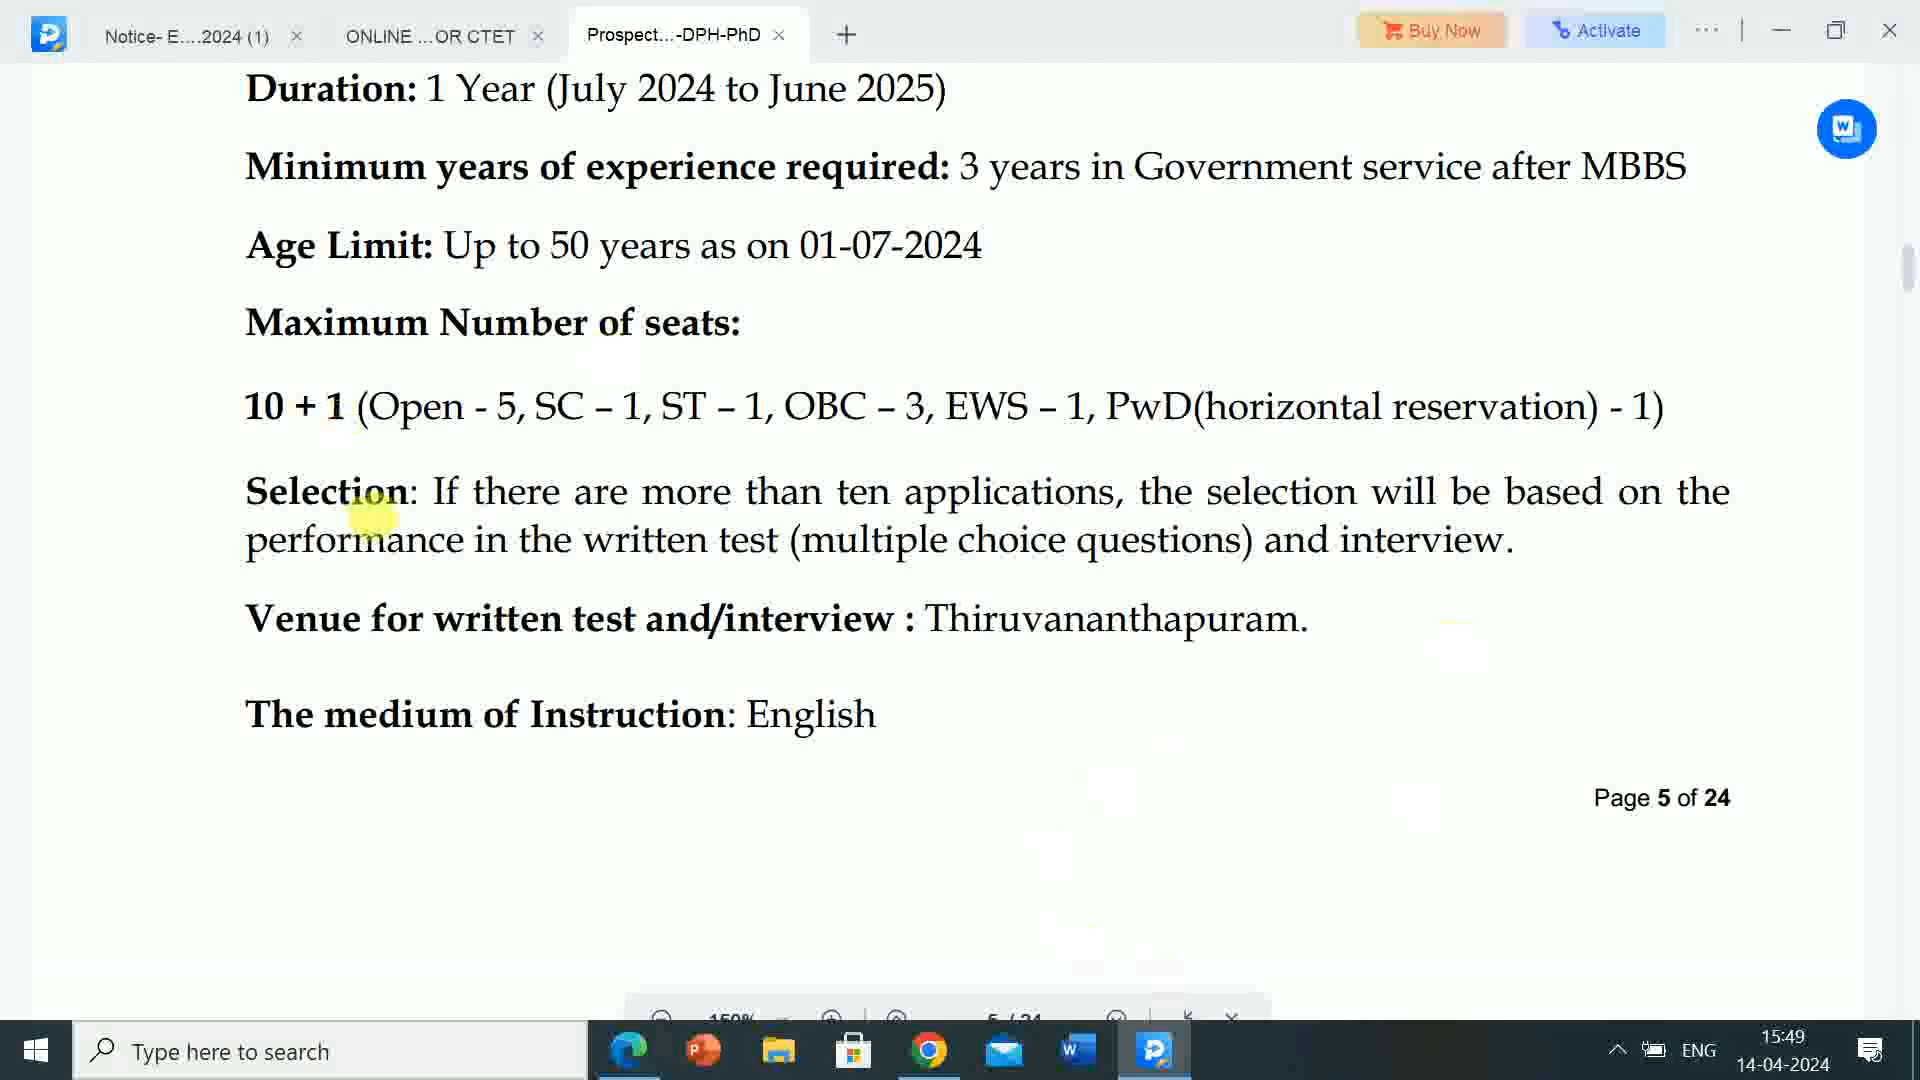 Notice- E....2024 (1)
ONLINE ...OR CTET
Prospect...-DPH-PhD
Buy Now
Activate
Duration: 1 Year (July 2024 to June 2025)
Minimum years of experience required: 3 years in Government service after MBBS
Age Limit: Up to 50 years as on 01-07-2024
Maximum Number of seats:
10 + 1 (Open - 5, SC – 1, ST – 1, OBC – 3, EWS – 1, PwD(horizontal reservation) - 1)
Selection: If there are more than ten applications, the selection will be based on the
performance in the written test (multiple choice questions) and interview.
Venue for written test and/interview : Thiruvananthapuram.
The medium of Instruction: English
Page 5 of 24
150%
5 / 24
Type here to search
ENG
15:49
14-04-2024